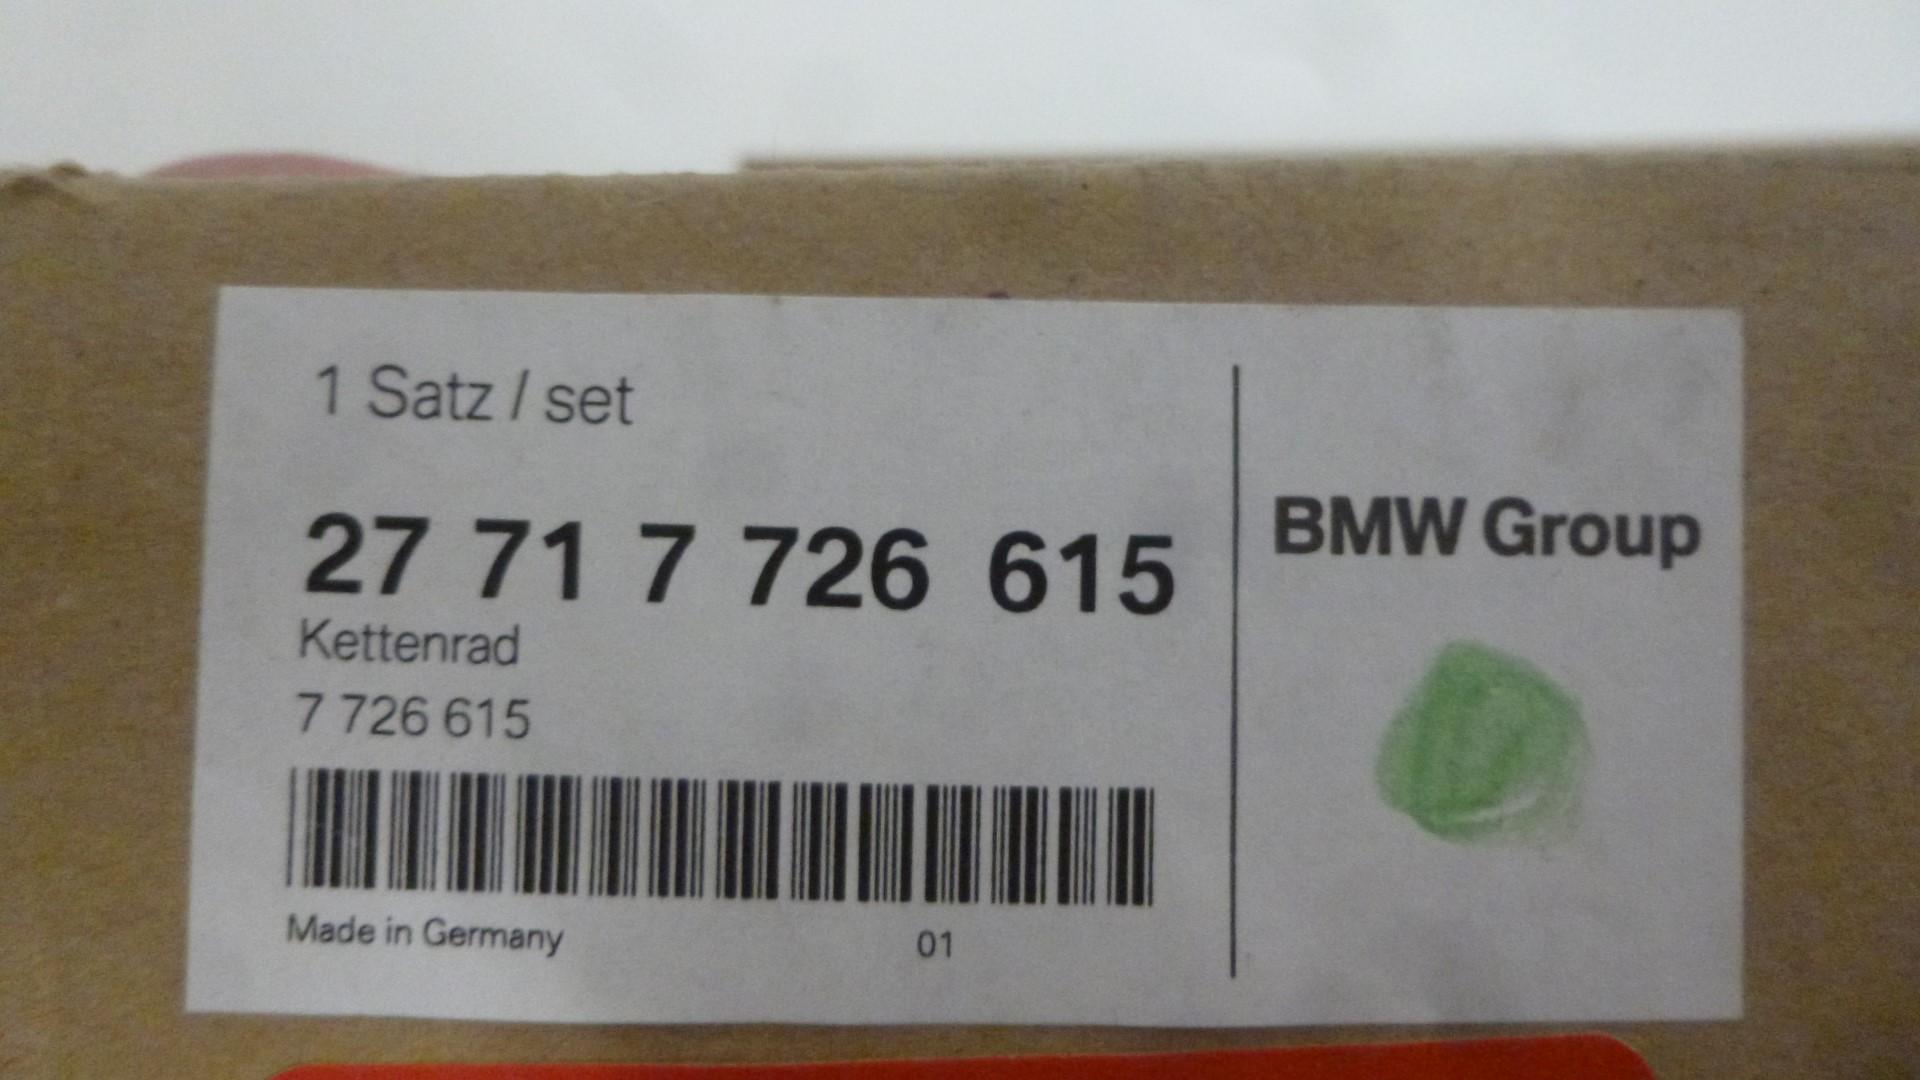 1 Satz / set
27 71 7 726 615
Kettenrad
7 726 615
Made in Germany
01
BMW Group